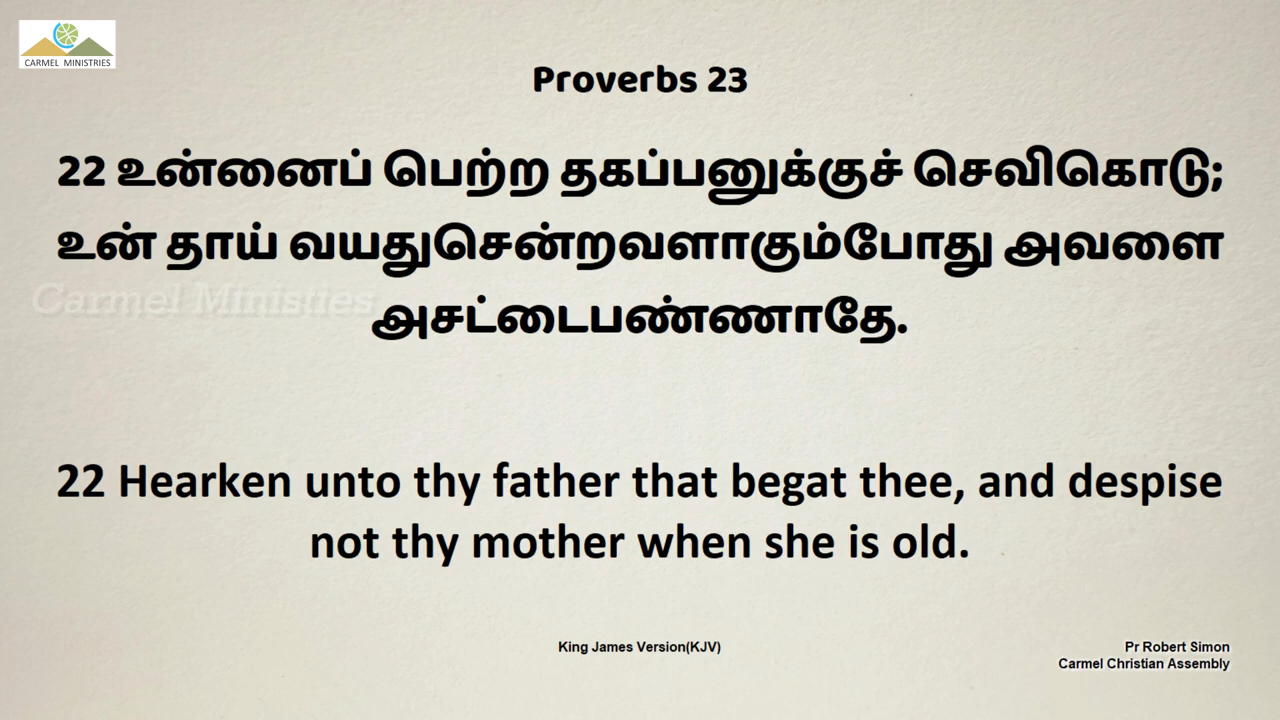 CARMEL MINISTRIES
Proverbs 23
22 உன்னைப் பெற்ற தகப்பனுக்குச் செவிகொடு;
உன் தாய் வயதுசென்றவளாகும்போது அவளை
Carmel Ministies
அசட்டைபண்ணாதே.
22 Hearken unto thy father that begat thee, and despise
not thy mother when she is old.
King James Version(KJV)
Pr Robert Simon
Carmel Christian Assembly